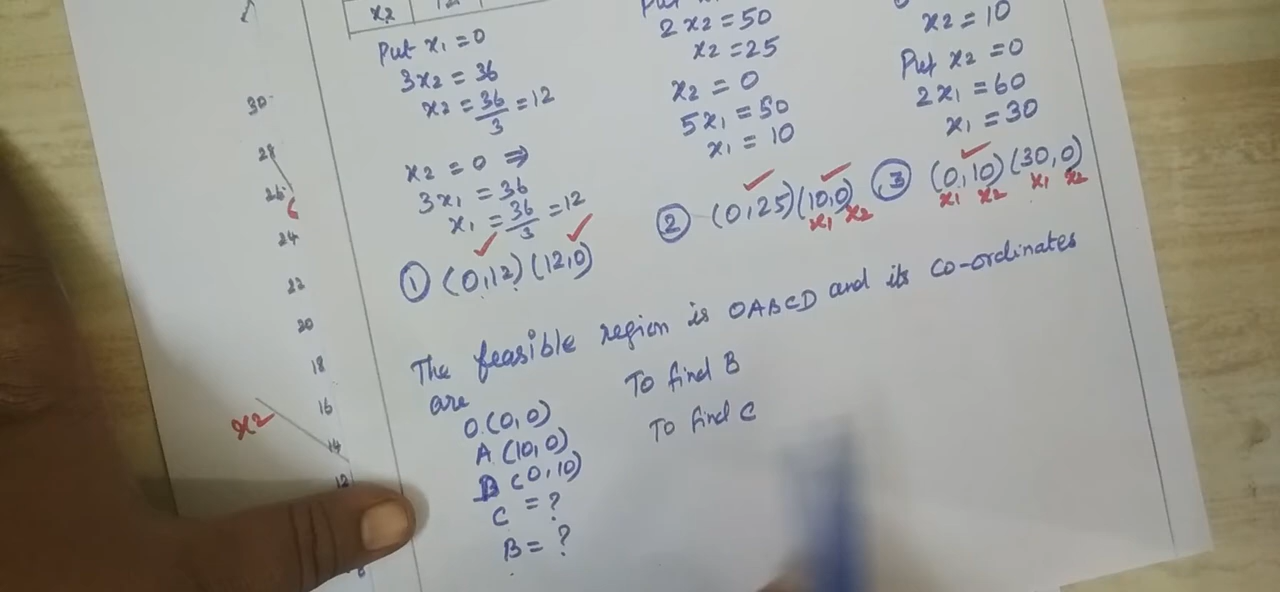 x2
Put x1 = 0
3x2 = 36
x2 = 36/3 = 12
x2 = 0 ⇒
3x1 = 36
x1 = 36/3 = 12
① (0,12) (12,0)
2x2 = 50
x2 = 25
x2 = 0
5x1 = 50
x1 = 10
② (0,25) (10,0)
x1 x2
x2 = 10
Put x2 = 0
2x1 = 60
x1 = 30
③ (0,10) (30,0)
x1 x2 x1 x2
30
28
26
24
22
20
18
16
14
12
x2
The feasible region is OABCD and its co-ordinates
are
O (0,0)
A (10,0)
D (0,10)
C = ?
B = ?
To find B
To find C